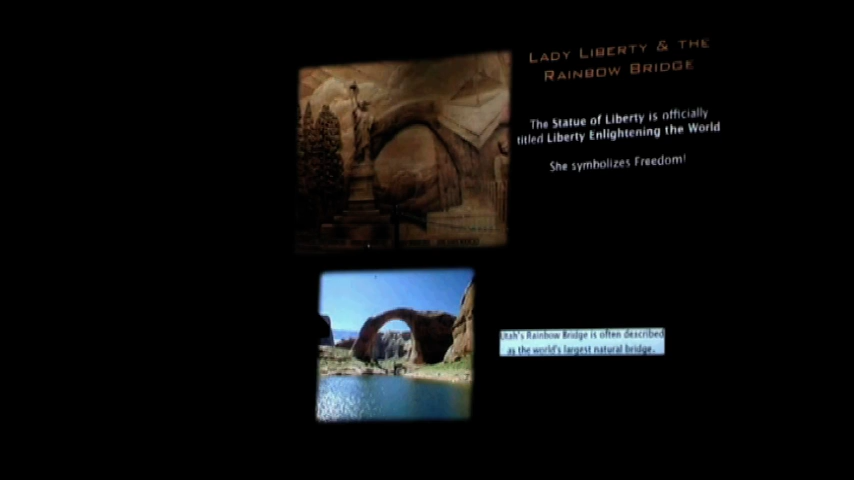 LADY LIBERTY & THE
RAINBOW BRIDGE
The Statue of Liberty is officially
titled Liberty Enlightening the World
She symbolizes Freedom!
Utah's Rainbow Bridge is often described
as the world's largest natural bridge.